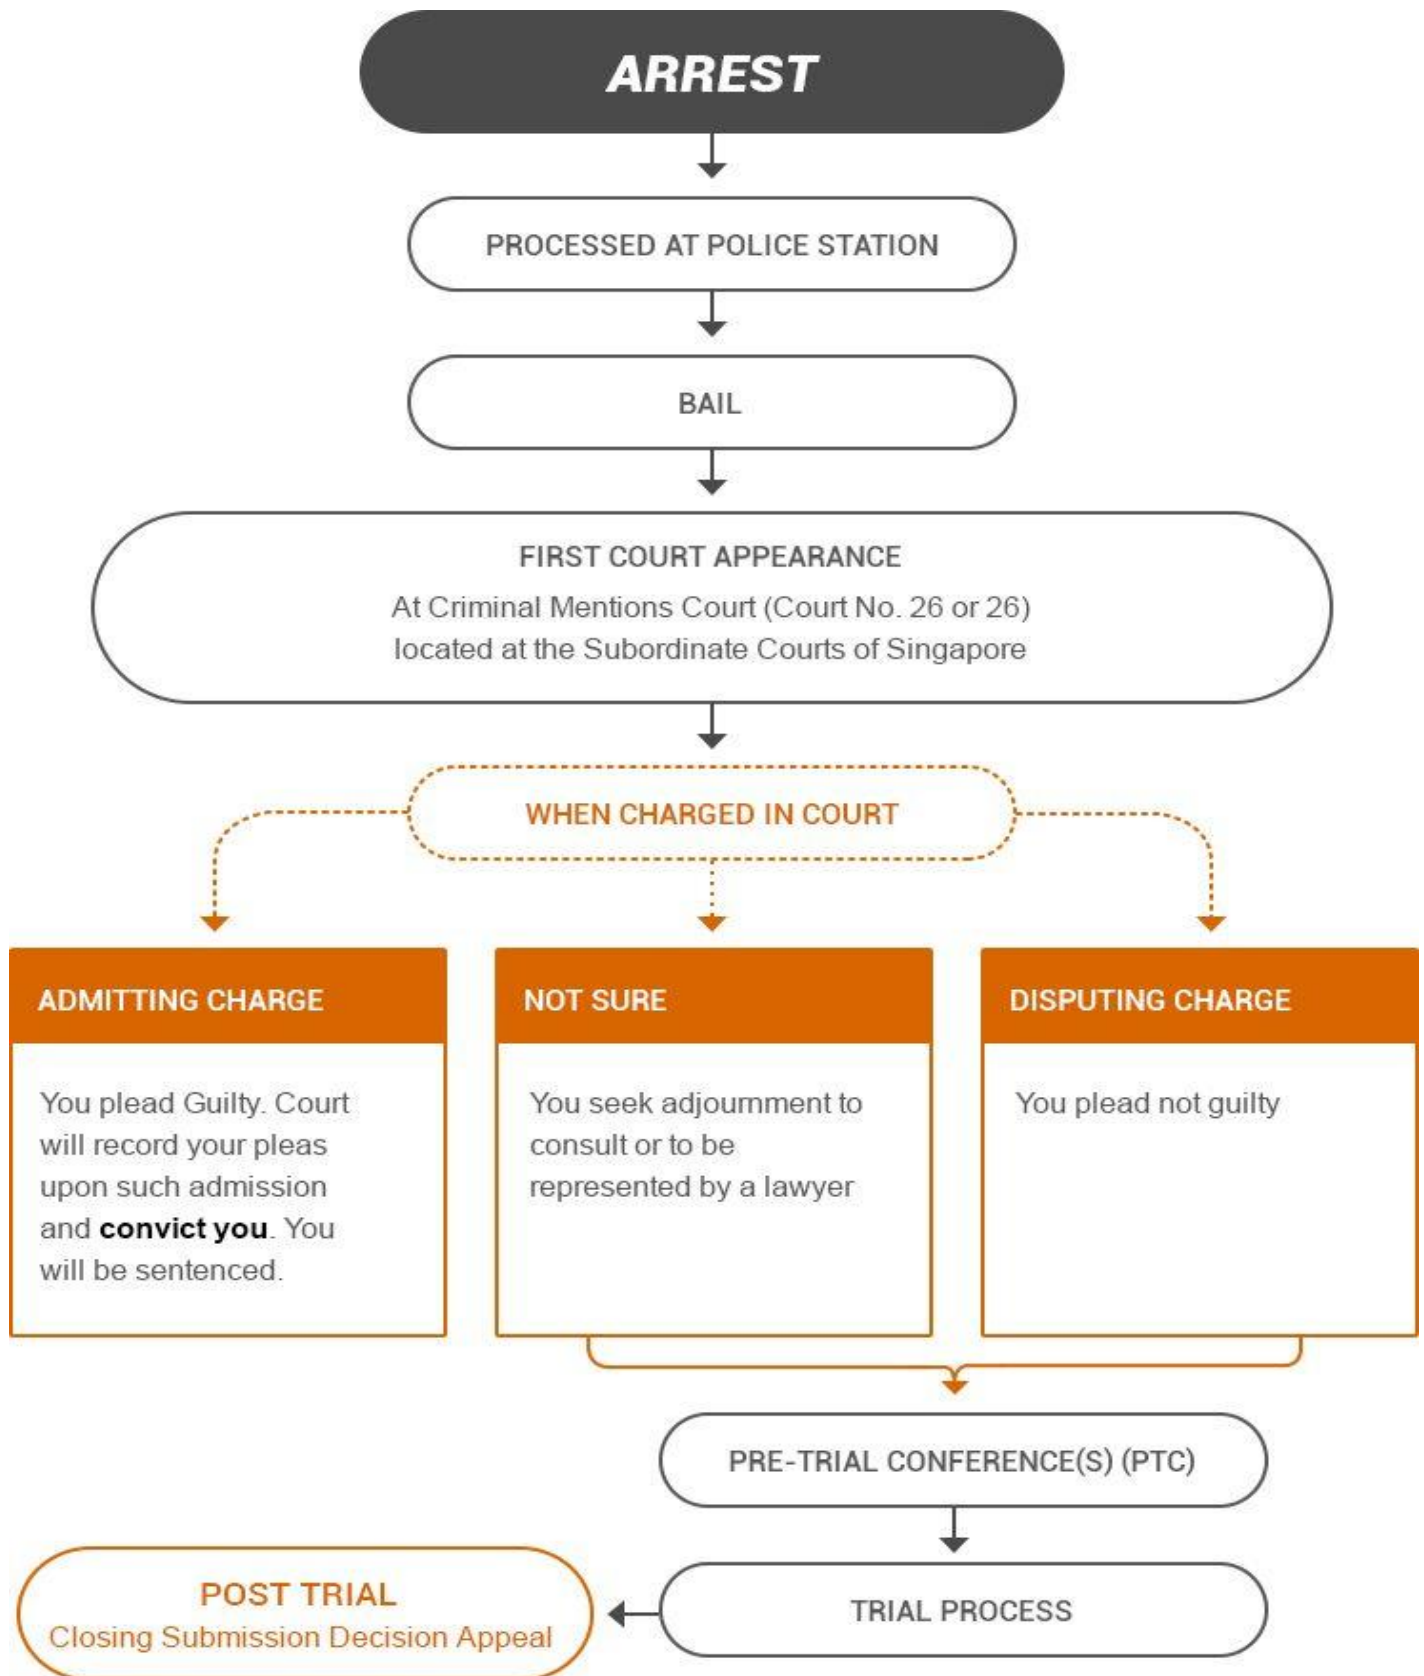 ARREST
PROCESSED AT POLICE STATION
BAIL
FIRST COURT APPEARANCE
At Criminal Mentions Court (Court No. 26 or 26)
located at the Subordinate Courts of Singapore
WHEN CHARGED IN COURT
ADMITTING CHARGE
You plead Guilty. Court
will record your pleas
upon such admission
and convict you. You
will be sentenced.
NOT SURE
You seek adjournment to
consult or to be
represented by a lawyer
DISPUTING CHARGE
You plead not guilty
PRE-TRIAL CONFERENCE(S) (PTC)
TRIAL PROCESS
POST TRIAL
Closing Submission Decision Appeal